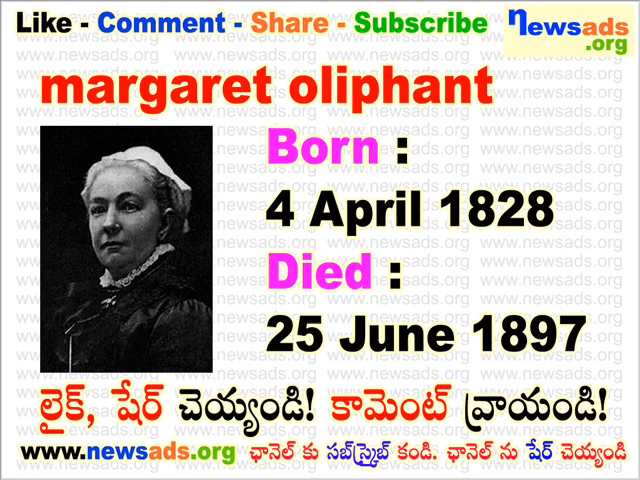 Like - Comment - Share - Subscribe
newsads
.org
margaret oliphant
Born :
4 April 1828
Died :
25 June 1897
లైక్, షేర్ చెయ్యండి! కామెంట్ వ్రాయండి!
www.newsads.org ఛానెల్ కు సబ్‌స్క్రైబ్ కండి. ఛానెల్ ను షేర్ చెయ్యండి